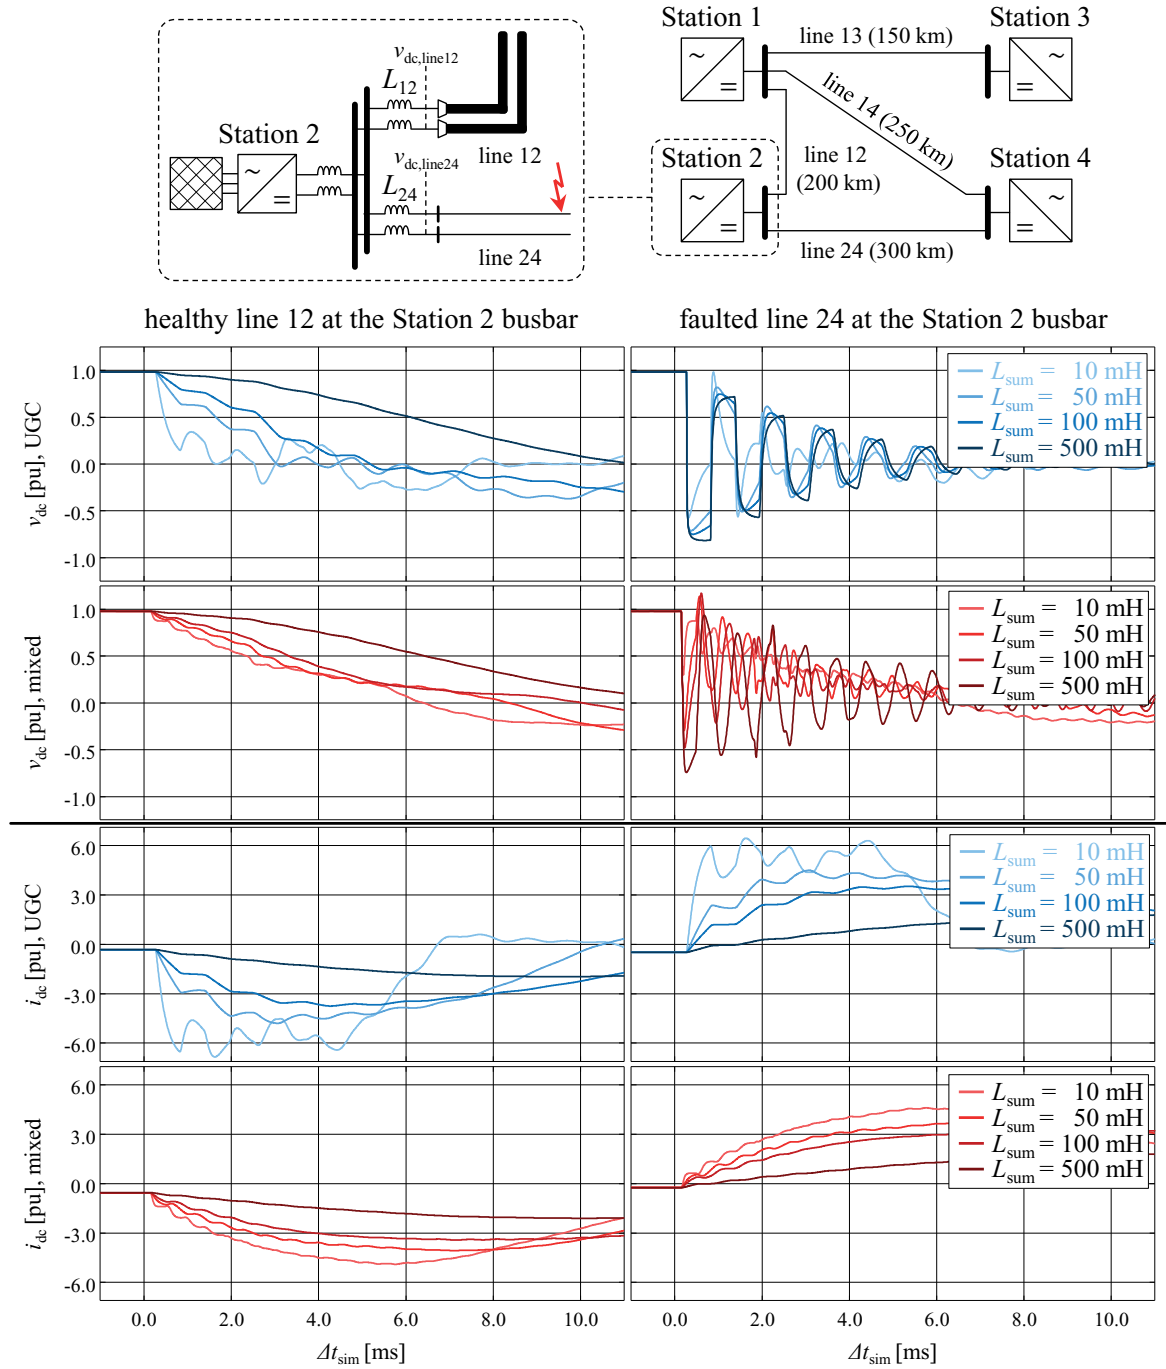 Station 1
Station 3
line 13 (150 km)
line 14 (250 km)
v_dc,line12
L_12
Station 2
line 12
v_dc,line24
L_24
line 24
Station 2
line 12
(200 km)
Station 4
line 24 (300 km)
~
=
~
=
~
=
~
=
~
=
healthy line 12 at the Station 2 busbar
faulted line 24 at the Station 2 busbar
v_dc [pu], UGC
1.0
0.5
0.0
-0.5
-1.0
L_sum = 10 mH
L_sum = 50 mH
L_sum = 100 mH
L_sum = 500 mH
v_dc [pu], mixed
1.0
0.5
0.0
-0.5
-1.0
L_sum = 10 mH
L_sum = 50 mH
L_sum = 100 mH
L_sum = 500 mH
i_dc [pu], UGC
6.0
3.0
0.0
-3.0
-6.0
L_sum = 10 mH
L_sum = 50 mH
L_sum = 100 mH
L_sum = 500 mH
i_dc [pu], mixed
6.0
3.0
0.0
-3.0
-6.0
L_sum = 10 mH
L_sum = 50 mH
L_sum = 100 mH
L_sum = 500 mH
0.0 2.0 4.0 6.0 8.0 10.0
0.0 2.0 4.0 6.0 8.0 10.0
Δt_sim [ms]
Δt_sim [ms]